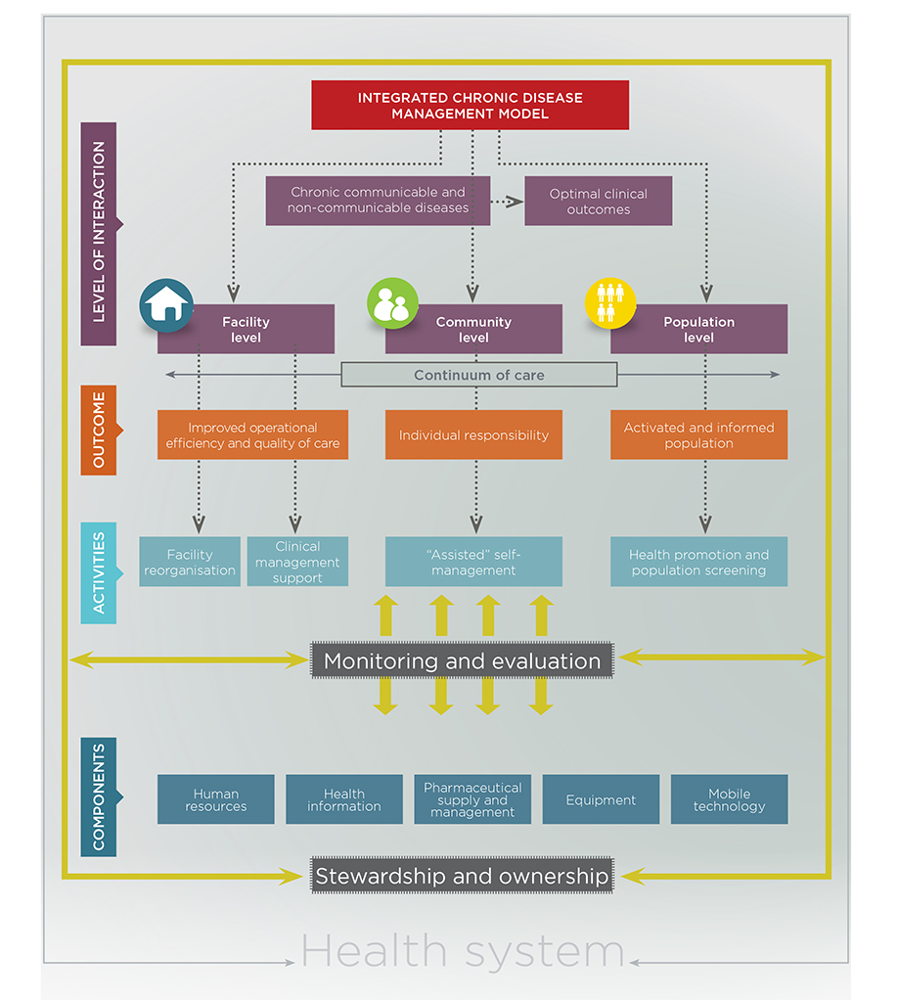 INTEGRATED CHRONIC DISEASE
MANAGEMENT MODEL
LEVEL OF INTERACTION
Chronic communicable and
non-communicable diseases
Optimal clinical
outcomes
Facility
level
Community
level
Population
level
Continuum of care
OUTCOME
Improved operational
efficiency and quality of care
Individual responsibility
Activated and informed
population
ACTIVITIES
Facility
reorganisation
Clinical
management
support
“Assisted” self-
management
Health promotion and
population screening
Monitoring and evaluation
COMPONENTS
Human
resources
Health
information
Pharmaceutical
supply and
management
Equipment
Mobile
technology
Stewardship and ownership
Health system